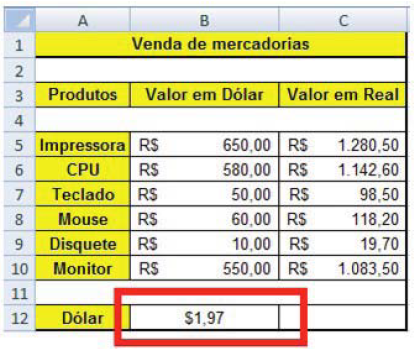 A B C
1 Venda de mercadorias
2
3 Produtos Valor em Dólar Valor em Real
4
5 Impressora R$ 650,00 R$ 1.280,50
6 CPU R$ 580,00 R$ 1.142,60
7 Teclado R$ 50,00 R$ 98,50
8 Mouse R$ 60,00 R$ 118,20
9 Disquete R$ 10,00 R$ 19,70
10 Monitor R$ 550,00 R$ 1.083,50
11
12 Dólar $1,97